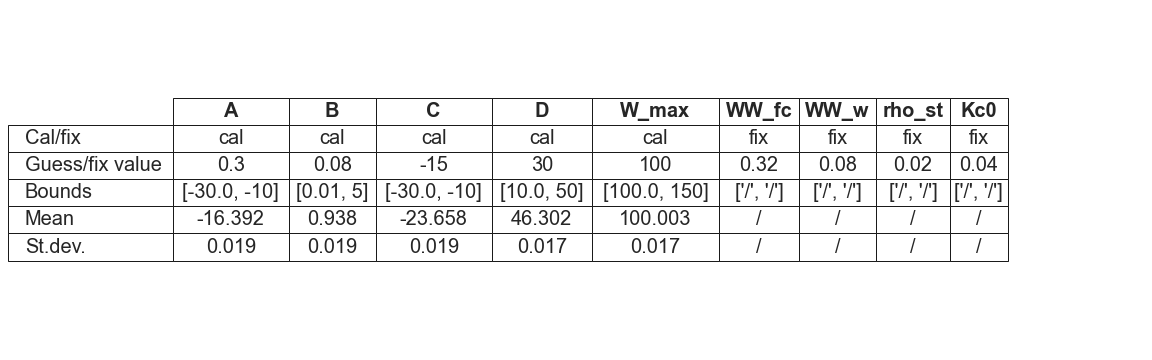 A B C D W_max WW_fc WW_w rho_st Kc0
Cal/fix cal cal cal cal cal fix fix fix fix
Guess/fix value 0.3 0.08 -15 30 100 0.32 0.08 0.02 0.04
Bounds [-30.0, -10] [0.01, 5] [-30.0, -10] [10.0, 50] [100.0, 150] ['/', '/'] ['/', '/'] ['/', '/'] ['/', '/']
Mean -16.392 0.938 -23.658 46.302 100.003 / / / /
St.dev. 0.019 0.019 0.019 0.017 0.017 / / / /